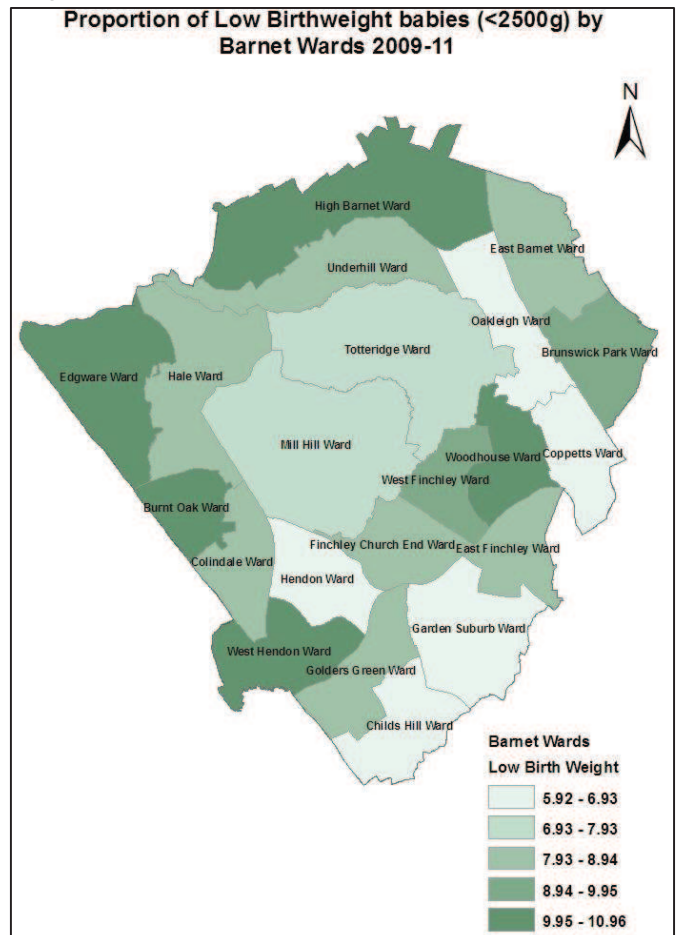 Proportion of Low Birthweight babies (<2500g) by
Barnet Wards 2009-11
N
High Barnet Ward
East Barnet Ward
Underhill Ward
Oakleigh Ward
Totteridge Ward
Brunswick Park Ward
Edgware Ward
Hale Ward
Mill Hill Ward
Woodhouse Ward
Coppetts Ward
West Finchley Ward
Burnt Oak Ward
Finchley Church End Ward
East Finchley Ward
Colindale Ward
Hendon Ward
Garden Suburb Ward
West Hendon Ward
Golders Green Ward
Childs Hill Ward
Barnet Wards
Low Birth Weight
5.92 - 6.93
6.93 - 7.93
7.93 - 8.94
8.94 - 9.95
9.95 - 10.96